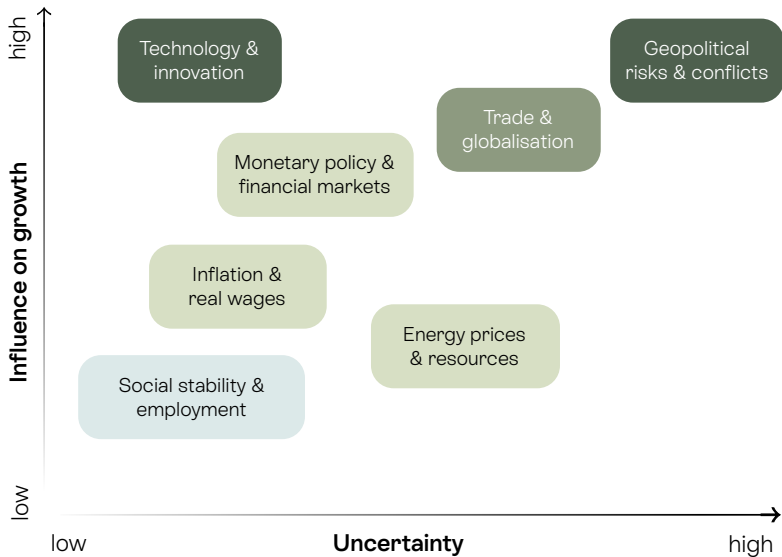 high
Technology &
innovation
Geopolitical
risks & conflicts
Trade &
globalisation
Monetary policy &
financial markets
Influence on growth
Inflation &
real wages
Energy prices
& resources
Social stability &
employment
low
low
Uncertainty
high